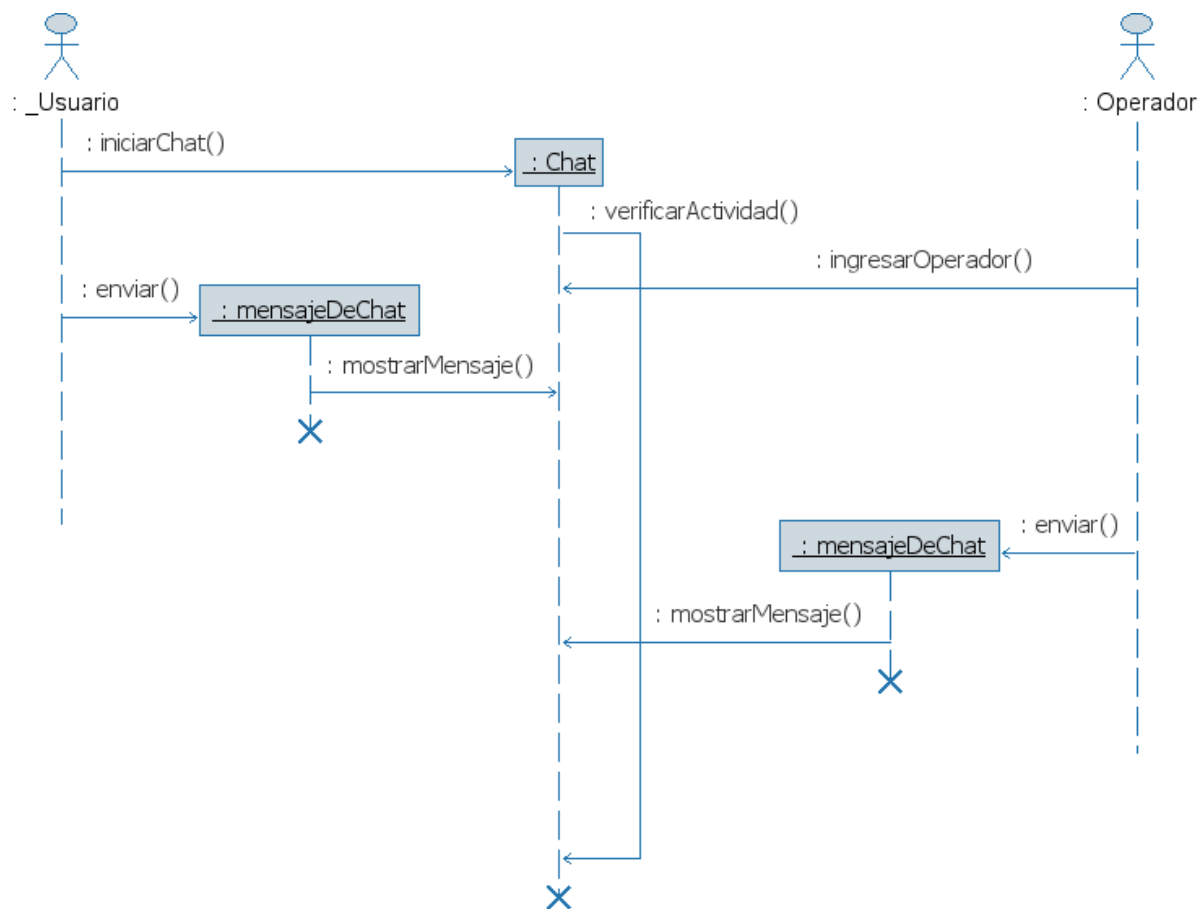 : _Usuario
: Operador
: iniciarChat()
: Chat
: verificarActividad()
: ingresarOperador()
: enviar()
: mensajeDeChat
: mostrarMensaje()
: enviar()
: mensajeDeChat
: mostrarMensaje()